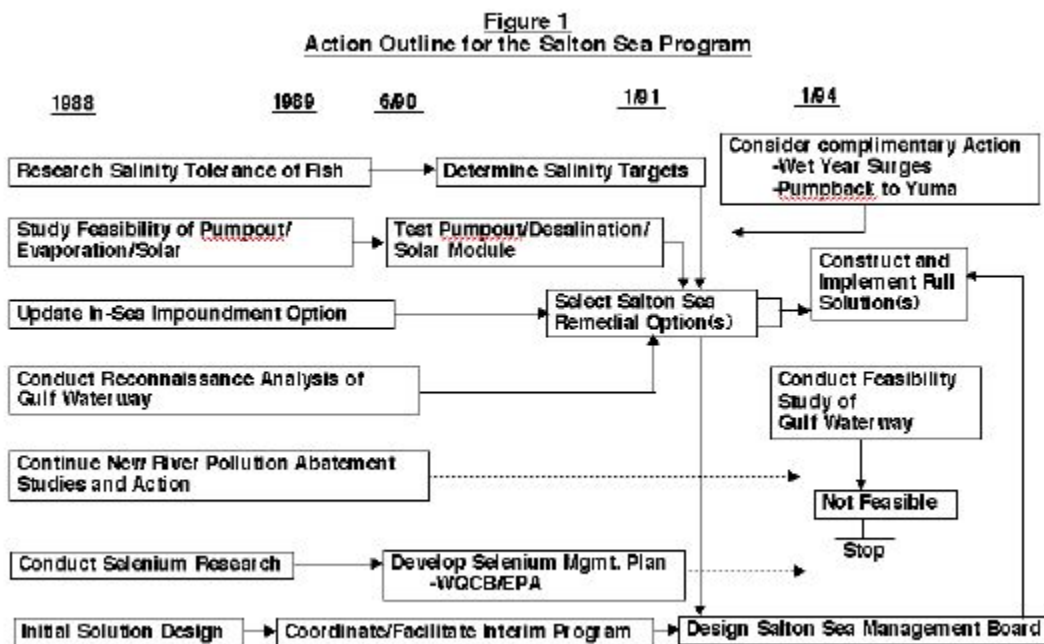 Figure 1
Action Outline for the Salton Sea Program
1988
1989
6/90
1/91
1/94
Research Salinity Tolerance of Fish
Determine Salinity Targets
Consider complimentary Action
-Wet Year Surges
-Pumpback to Yuma
Study Feasibility of Pumpout/
Evaporation/Solar
Test Pumpout/Desalination/
Solar Module
Construct and
Implement Full
Solution(s)
Update In-Sea Impoundment Option
Select Salton Sea
Remedial Option(s)
Conduct Reconnaissance Analysis of
Gulf Waterway
Conduct Feasibility
Study of
Gulf Waterway
Continue New River Pollution Abatement
Studies and Action
Not Feasible
Stop
Conduct Selenium Research
Develop Selenium Mgmt. Plan
-WQCB/EPA
Initial Solution Design
Coordinate/Facilitate Interim Program
Design Salton Sea Management Board